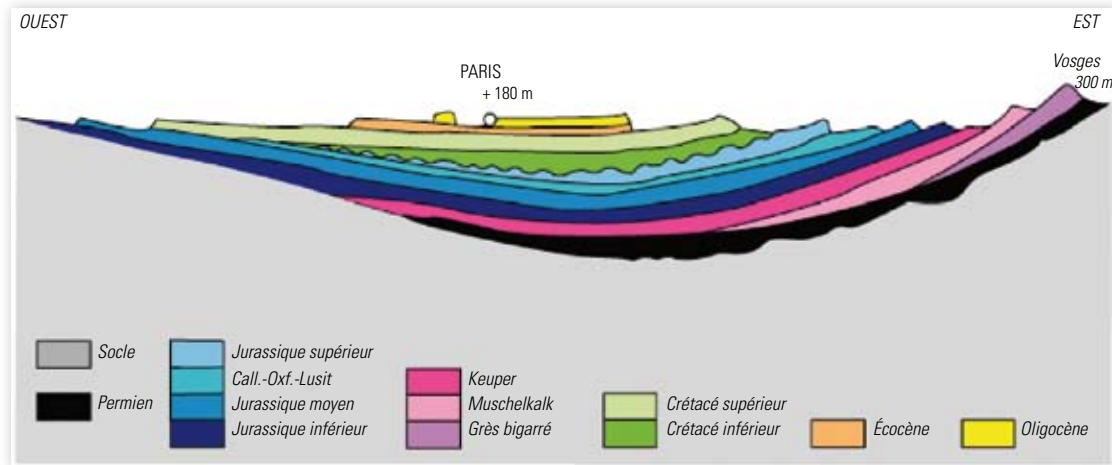 OUEST
EST
Vosges
300 m
PARIS
+ 180 m
Socle
Permien
Jurassique supérieur
Call.-Oxf.-Lusit
Jurassique moyen
Jurassique inférieur
Keuper
Muschelkalk
Grès bigarré
Crétacé supérieur
Crétacé inférieur
Écocène
Oligocène